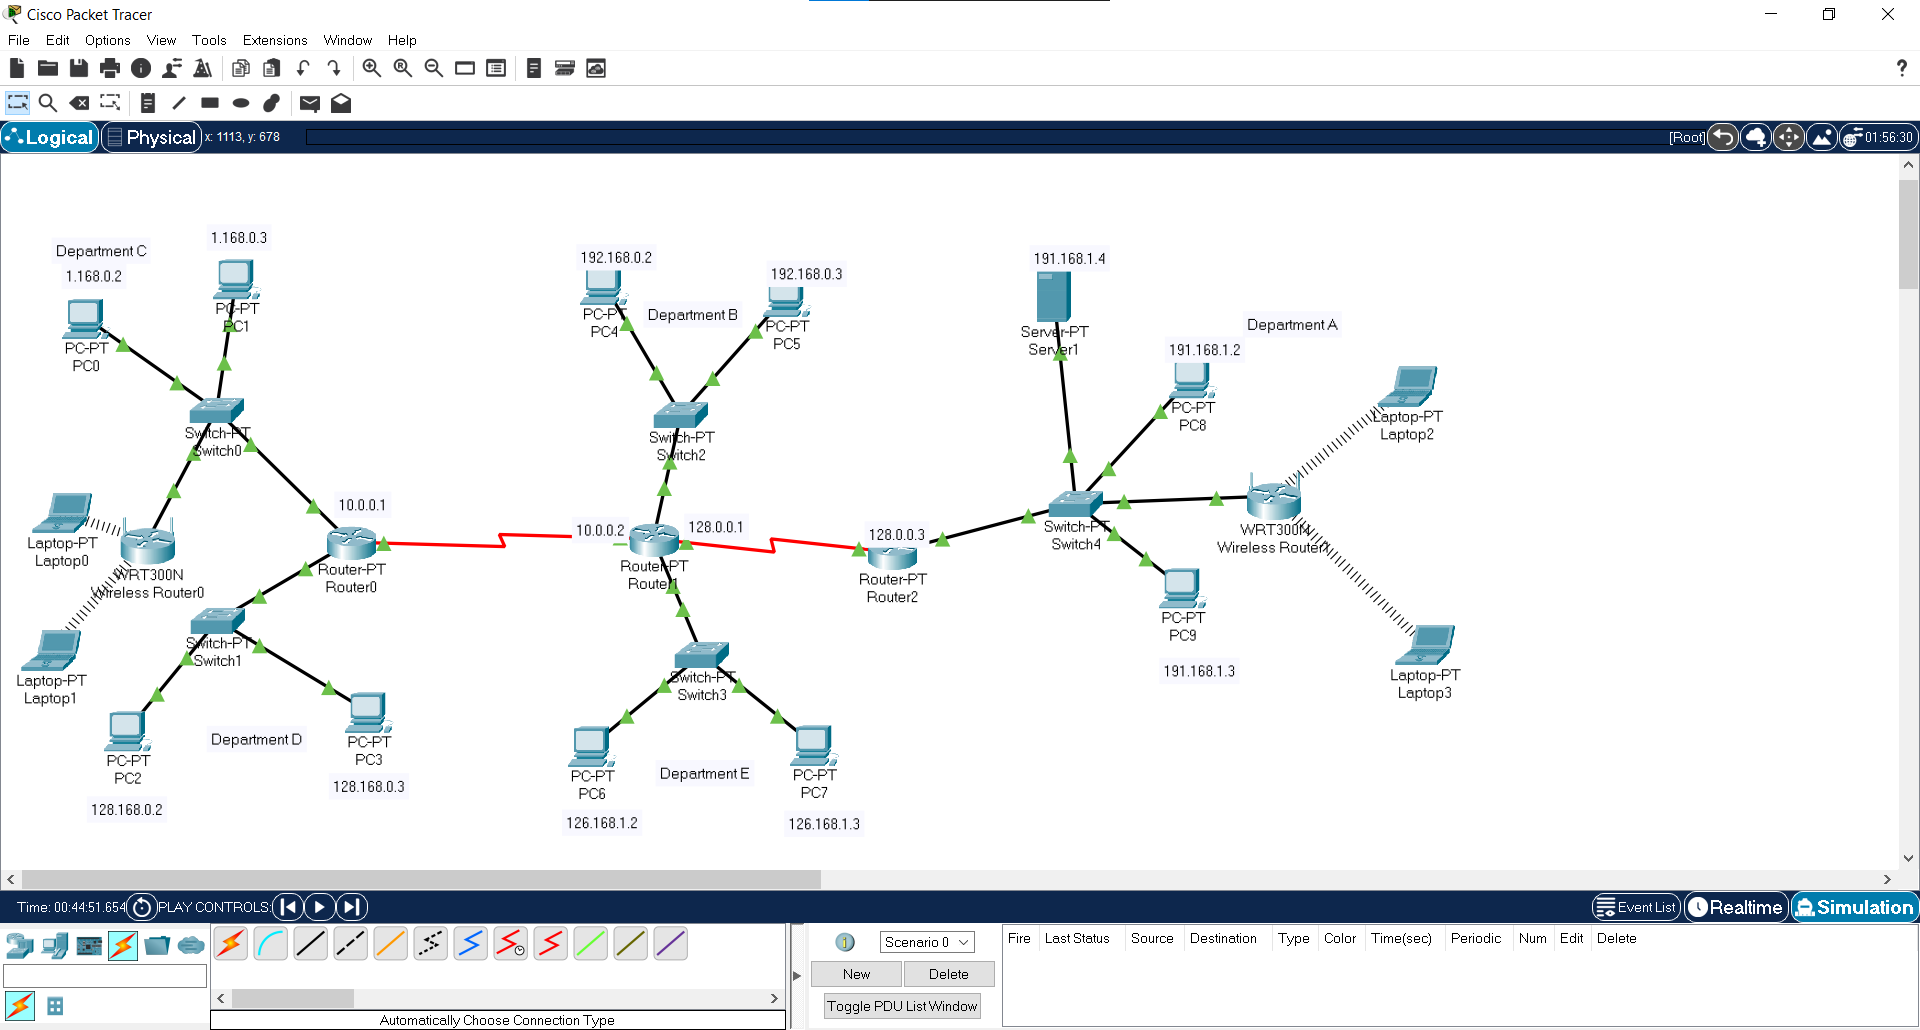 Cisco Packet Tracer
File Edit Options View Tools Extensions Window Help
?
Logical Physical x: 1113, y: 678 [Root] 01:56:30
1.168.0.3
Department C
1.168.0.2
PC-PT
PC1
PC-PT
PC0
Switch-PT
Switch0
Laptop-PT
Laptop0
WRT300N
Wireless Router0
10.0.0.1
Router-PT
Router0
Switch-PT
Switch1
Laptop-PT
Laptop1
PC-PT
PC2
128.168.0.2
Department D
PC-PT
PC3
128.168.0.3
192.168.0.2
PC-PT
PC4
Department B
192.168.0.3
PC-PT
PC5
Switch-PT
Switch2
10.0.0.2
128.0.0.1
Router-PT
Router1
Switch-PT
Switch3
PC-PT
PC6
126.168.1.2
Department E
PC-PT
PC7
126.168.1.3
128.0.0.3
Router-PT
Router2
191.168.1.4
Server-PT
Server1
Department A
191.168.1.2
PC-PT
PC8
Laptop-PT
Laptop2
Switch-PT
Switch4
WRT300N
Wireless Router1
PC-PT
PC9
191.168.1.3
Laptop-PT
Laptop3
Time: 00:44:51.654 PLAY CONTROLS: Event List Realtime Simulation
Scenario 0
New Delete
Toggle PDU List Window
Fire Last Status Source Destination Type Color Time(sec) Periodic Num Edit Delete
Automatically Choose Connection Type